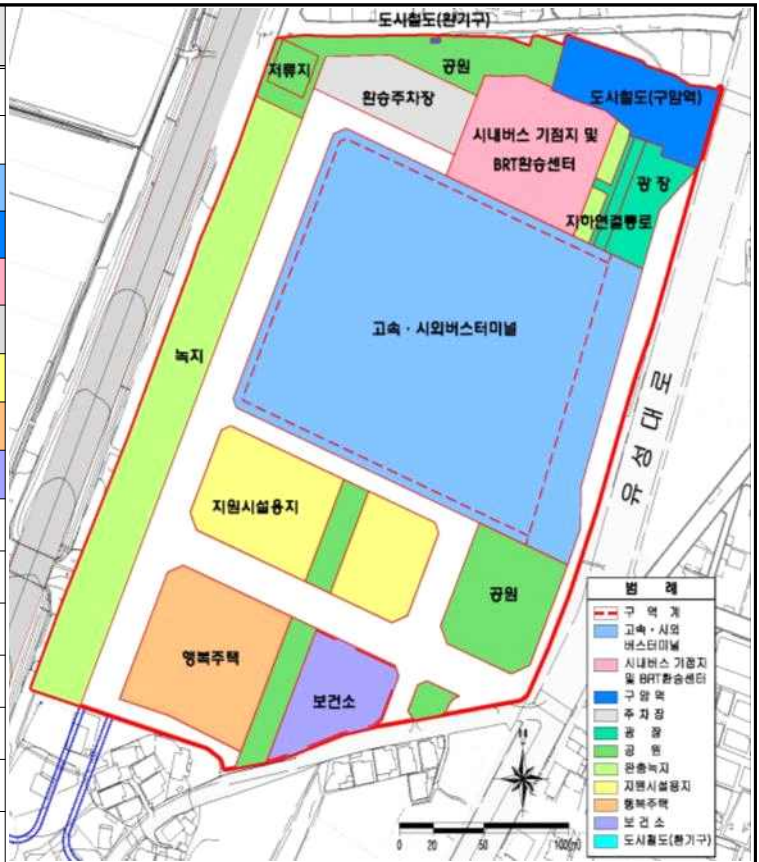 도시철도(환기구)
저류지
공원
환승주차장
도시철도(구암역)
시내버스 기점지 및
BRT환승센터
광 장
지하연결통로
고속 · 시외버스터미널
녹지
유성대로
지원시설용지
공원
행복주택
보건소
범 례
구 역 계
고속 · 시외
버스터미널
시내버스 기점지
및 BRT환승센터
구 암 역
주 차 장
광 장
공 원
완충녹지
지원시설용지
행복주택
보 건 소
도시철도(환기구)
N
0 20 50 100(m)